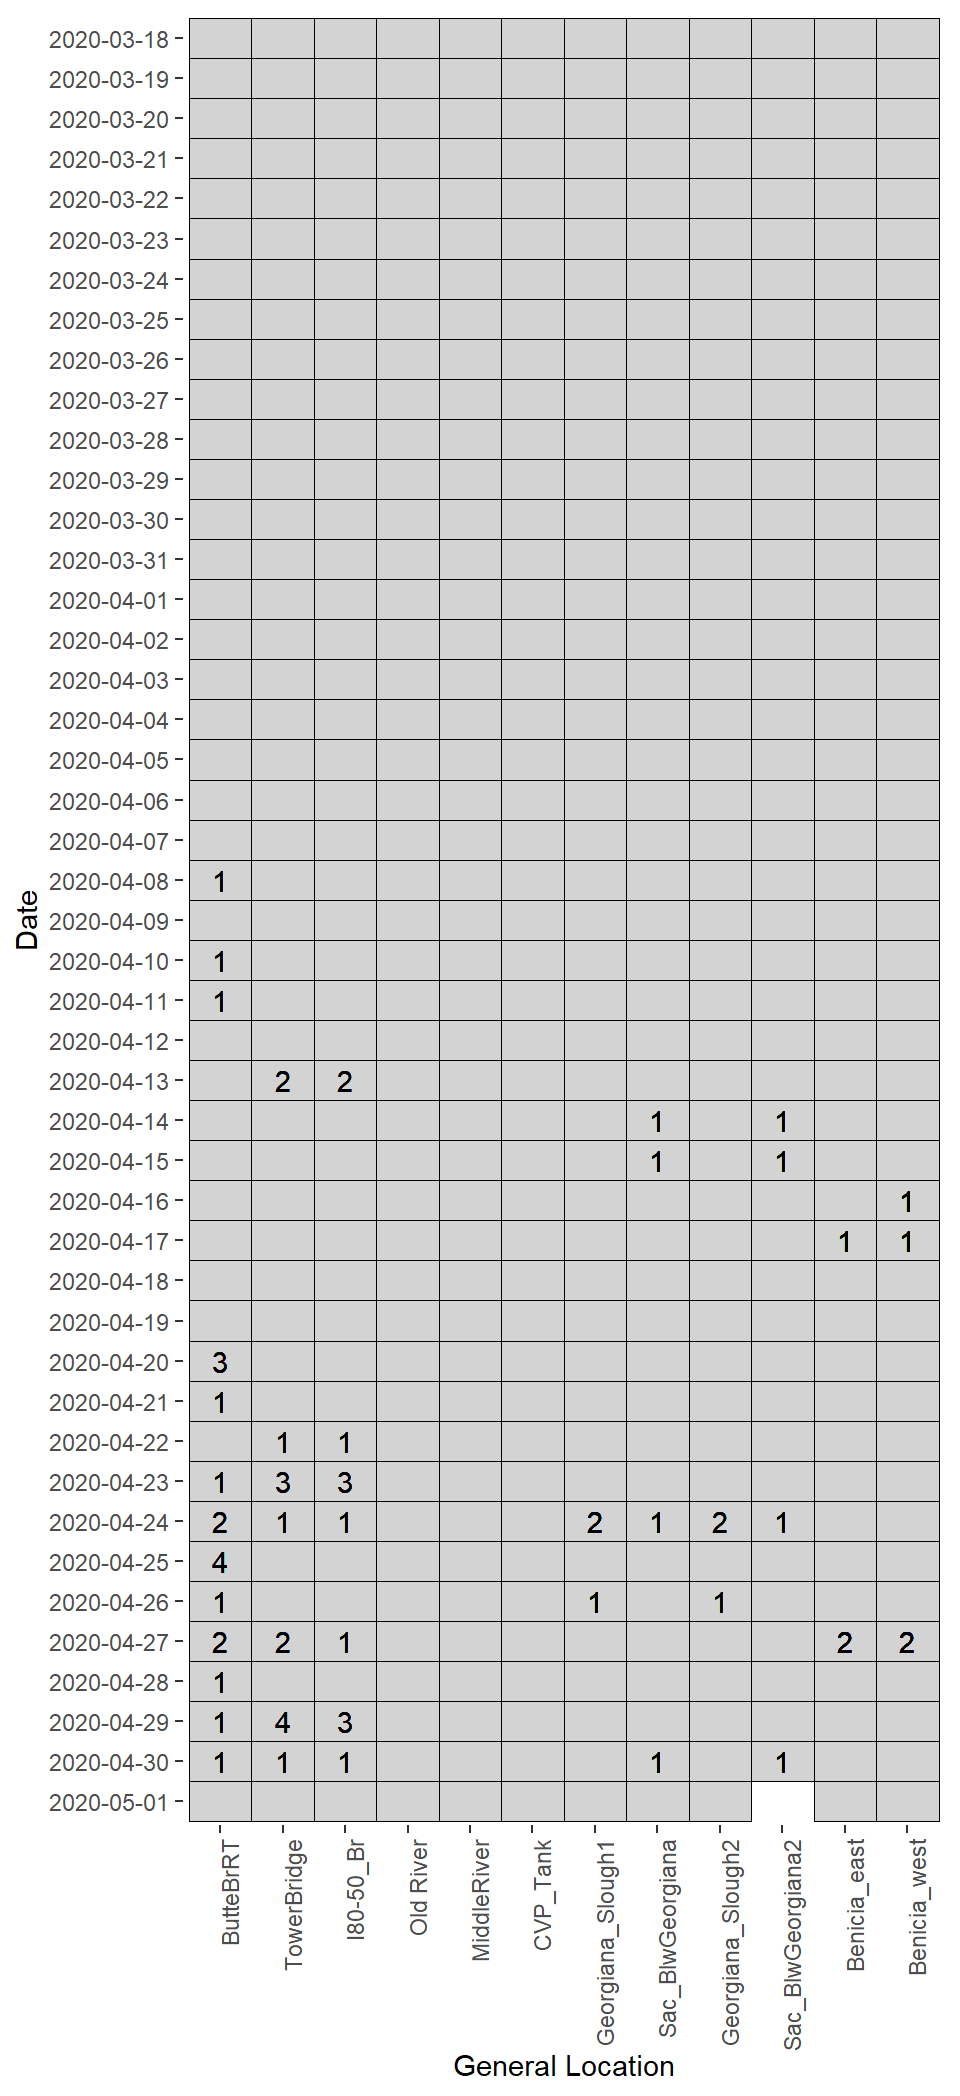 2020-03-18
2020-03-19
2020-03-20
2020-03-21
2020-03-22
2020-03-23
2020-03-24
2020-03-25
2020-03-26
2020-03-27
2020-03-28
2020-03-29
2020-03-30
2020-03-31
2020-04-01
2020-04-02
2020-04-03
2020-04-04
2020-04-05
2020-04-06
2020-04-07
2020-04-08 1
2020-04-09
2020-04-10 1
2020-04-11 1
2020-04-12
2020-04-13 2 2
2020-04-14 1 1
2020-04-15 1 1
2020-04-16 1
2020-04-17 1 1
2020-04-18
2020-04-19
2020-04-20 3
2020-04-21 1
2020-04-22 1 1
2020-04-23 1 3 3
2020-04-24 2 1 1 2 1 2 1
2020-04-25 4
2020-04-26 1 1 1
2020-04-27 2 2 1 2 2
2020-04-28 1
2020-04-29 1 4 3
2020-04-30 1 1 1 1 1
2020-05-01
Date
ButteBrRT
TowerBridge
I80-50_Br
Old River
MiddleRiver
CVP_Tank
Georgiana_Slough1
Sac_BlwGeorgiana
Georgiana_Slough2
Sac_BlwGeorgiana2
Benicia_east
Benicia_west
General Location